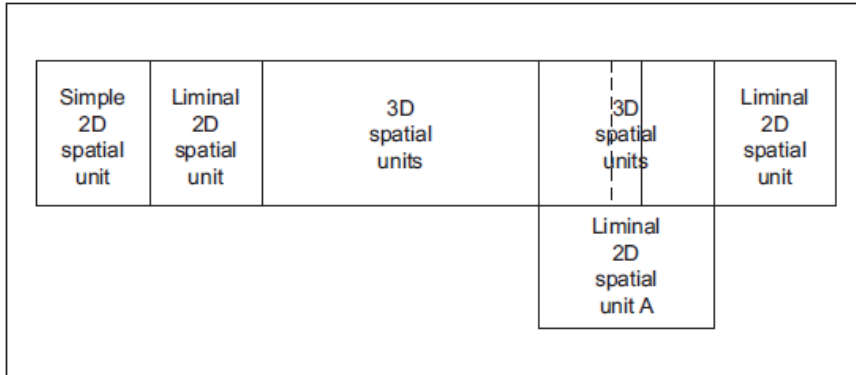 Simple
2D
spatial
unit
Liminal
2D
spatial
unit
3D
spatial
units
3D
spatial
units
Liminal
2D
spatial
unit
Liminal
2D
spatial
unit A